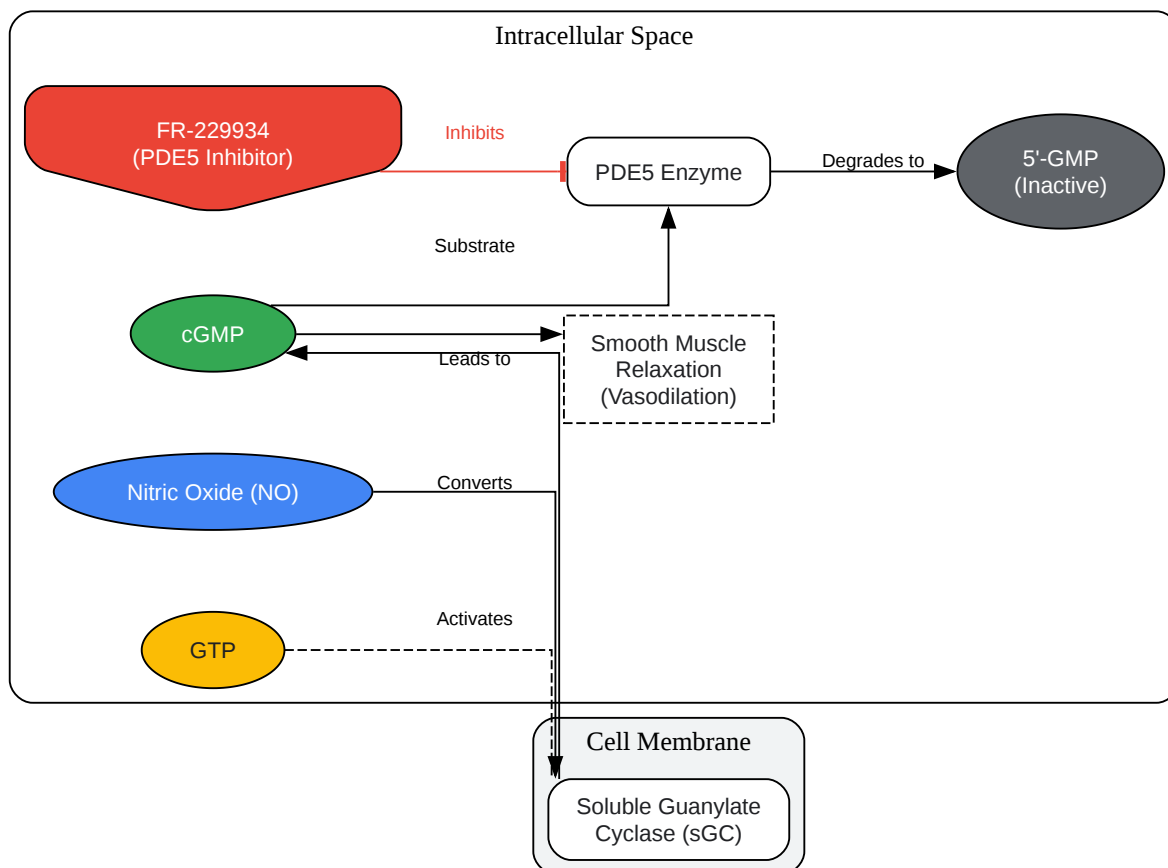 Intracellular Space
FR-229934
(PDE5 Inhibitor)
Inhibits
PDE5 Enzyme
Degrades to
5'-GMP
(Inactive)
Substrate
cGMP
Leads to
Smooth Muscle
Relaxation
(Vasodilation)
Nitric Oxide (NO)
Converts
GTP
Activates
Cell Membrane
Soluble Guanylate
Cyclase (sGC)